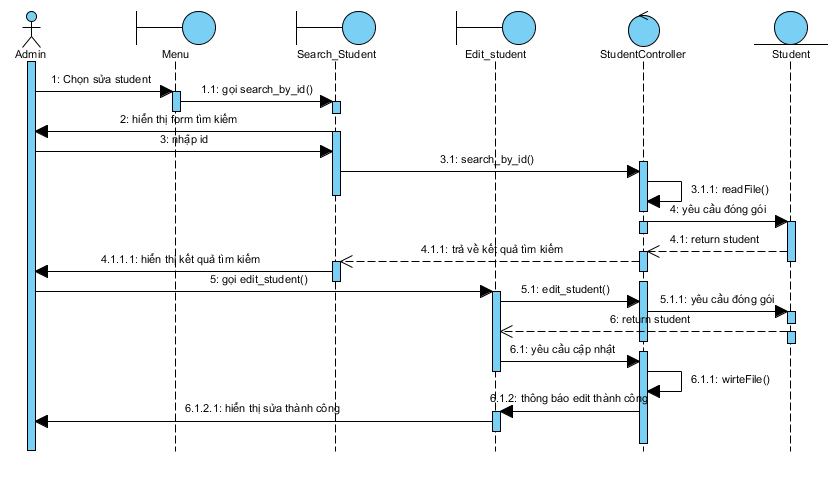 Admin
Menu
Search_Student
Edit_student
StudentController
Student
1: Chọn sửa student
1.1: gọi search_by_id()
2: hiển thị form tìm kiếm
3: nhập id
3.1: search_by_id()
3.1.1: readFile()
4: yêu cầu đóng gói
4.1: return student
4.1.1: trả về kết quả tìm kiếm
4.1.1.1: hiển thị kết quả tìm kiếm
5: gọi edit_student()
5.1: edit_student()
5.1.1: yêu cầu đóng gói
6: return student
6.1: yêu cầu cập nhật
6.1.1: wirteFile()
6.1.2: thông báo edit thành công
6.1.2.1: hiển thị sửa thành công